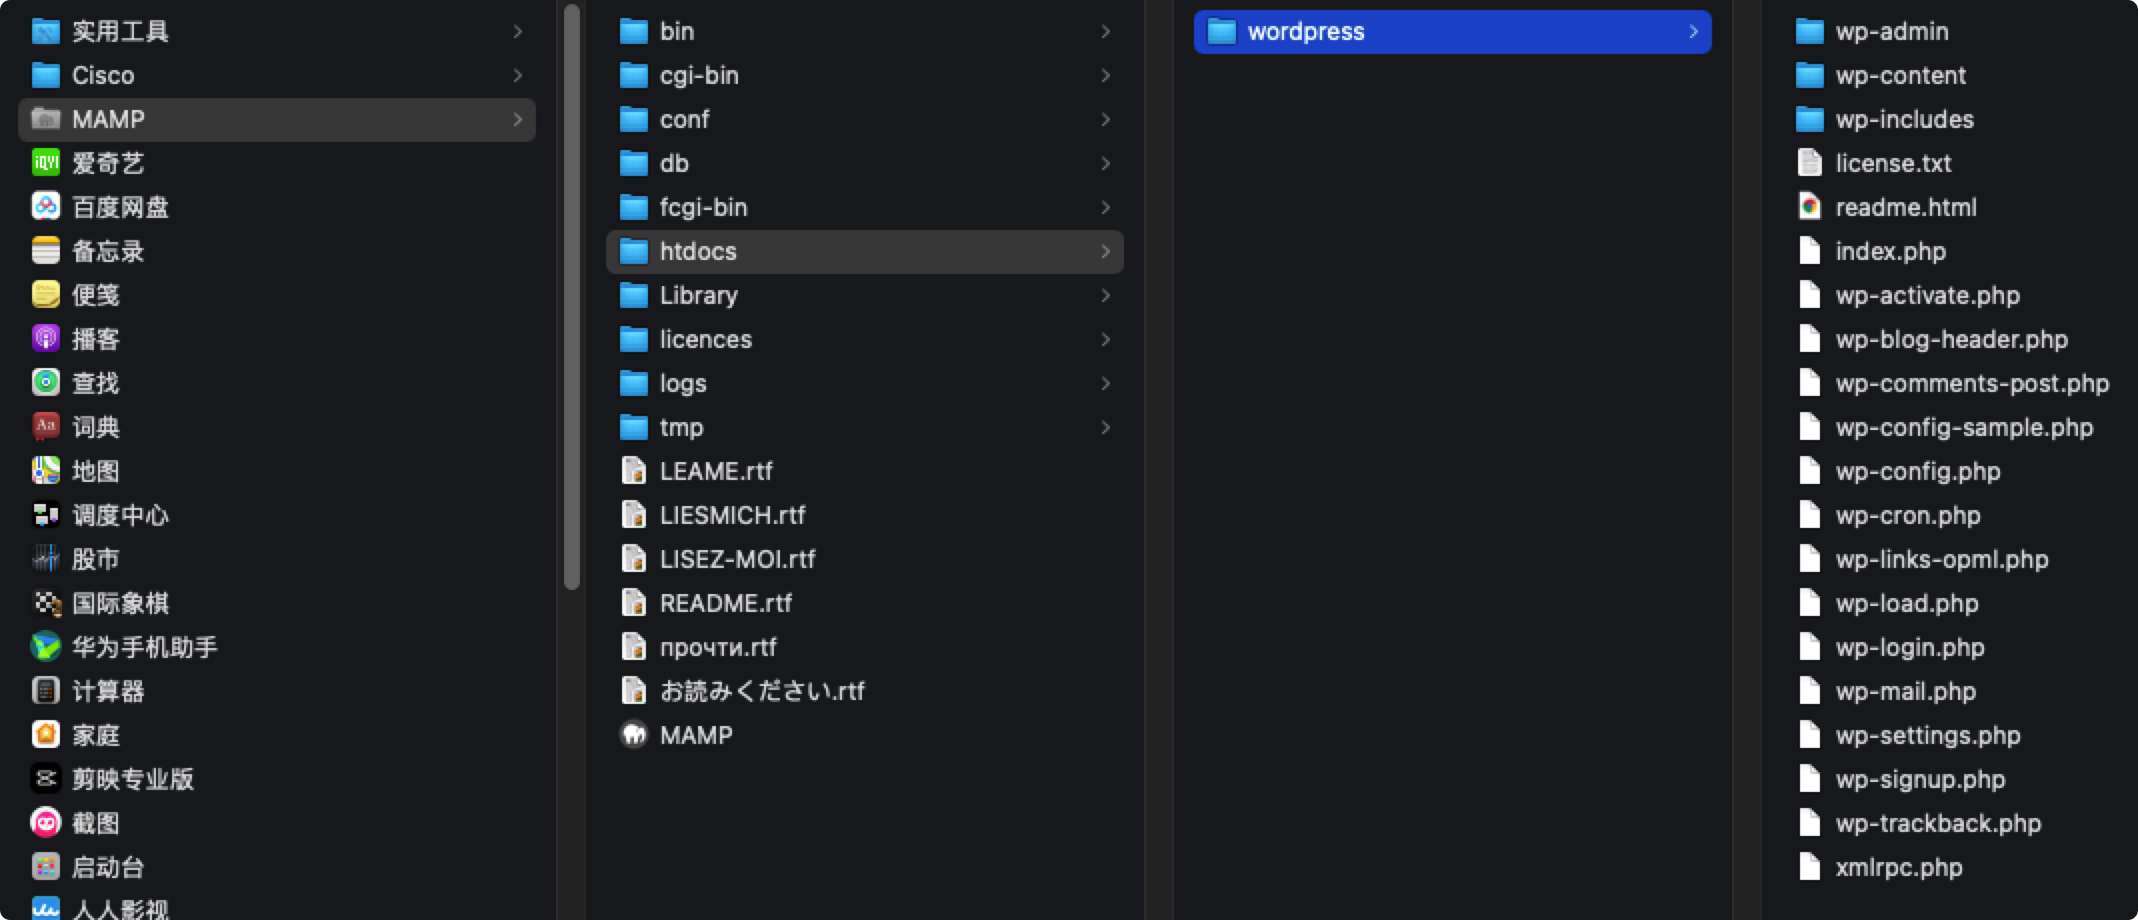 实用工具
Cisco
MAMP
爱奇艺
百度网盘
备忘录
便笺
播客
查找
词典
地图
调度中心
股市
国际象棋
华为手机助手
计算器
家庭
剪映专业版
截图
启动台
人人影视
bin
cgi-bin
conf
db
fcgi-bin
htdocs
Library
licences
logs
tmp
LEAME.rtf
LIESMICH.rtf
LISEZ-MOI.rtf
README.rtf
прочти.rtf
お読みください.rtf
MAMP
wordpress
wp-admin
wp-content
wp-includes
license.txt
readme.html
index.php
wp-activate.php
wp-blog-header.php
wp-comments-post.php
wp-config-sample.php
wp-config.php
wp-cron.php
wp-links-opml.php
wp-load.php
wp-login.php
wp-mail.php
wp-settings.php
wp-signup.php
wp-trackback.php
xmlrpc.php